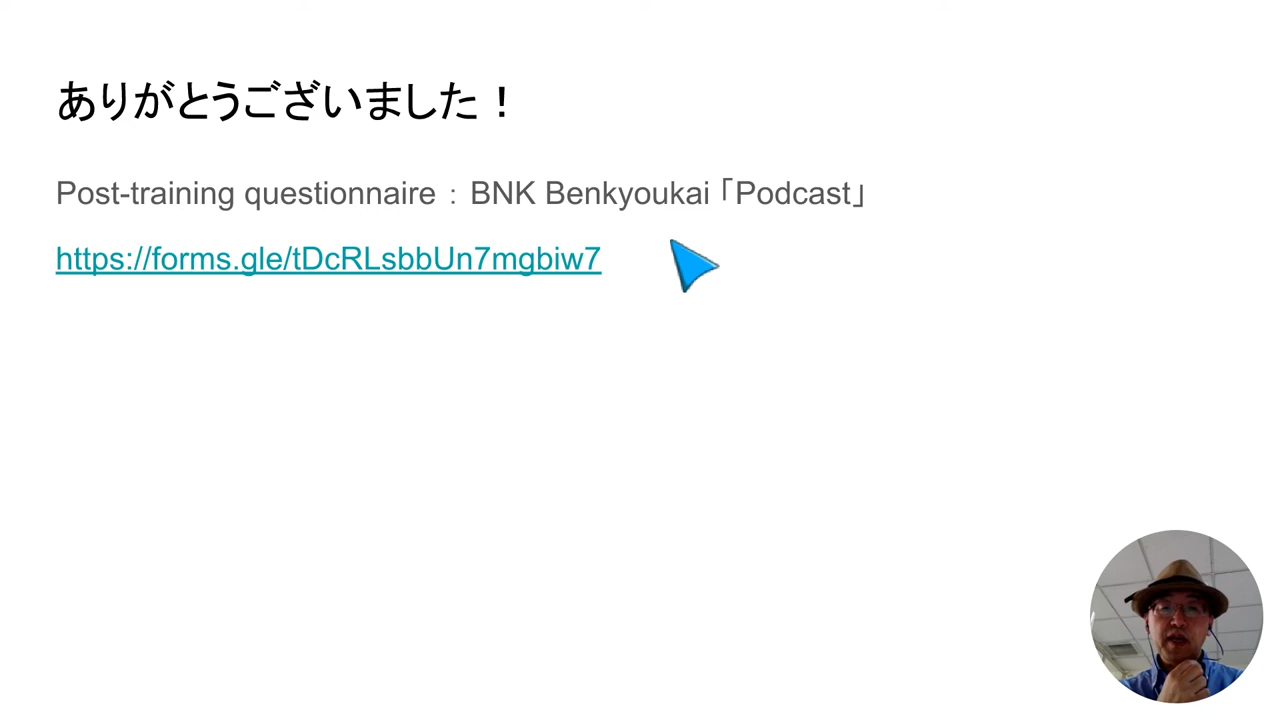 ありがとうございました！
Post-training questionnaire：BNK Benkyoukai「Podcast」
https://forms.gle/tDcRLsbbUn7mgbiw7